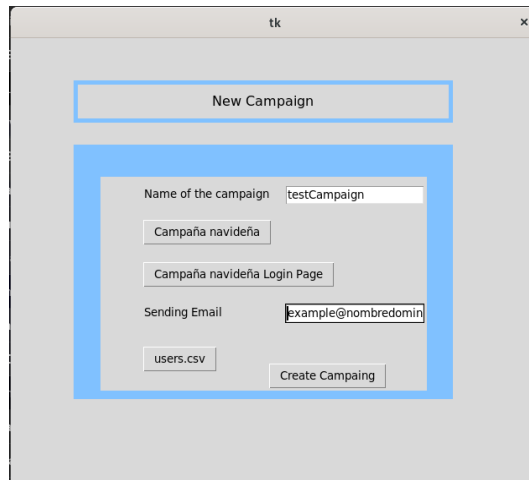 tk
×
New Campaign
Name of the campaign testCampaign
Campaña navideña
Campaña navideña Login Page
Sending Email example@nombredomin
users.csv
Create Campaing